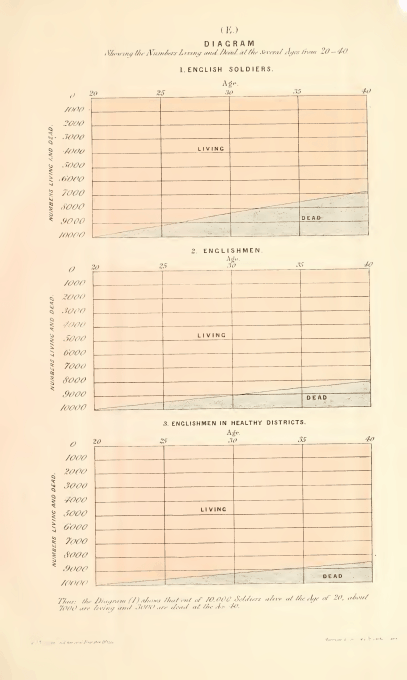 (E.)
DIAGRAM
Showing the Numbers Living and Dead at the several Ages from 20-40
1. ENGLISH SOLDIERS.
Age.
0 20 25 30 35 40
1000
2000
3000
4000
5000
6000
7000
8000
9000
10000
NUMBERS LIVING AND DEAD.
LIVING
DEAD
2. ENGLISHMEN
Age.
0 20 25 30 35 40
1000
2000
3000
4000
5000
6000
7000
8000
9000
10000
NUMBERS LIVING AND DEAD.
LIVING
DEAD
3. ENGLISHMEN IN HEALTHY DISTRICTS.
Age.
0 20 25 30 35 40
1000
2000
3000
4000
5000
6000
7000
8000
9000
10000
NUMBERS LIVING AND DEAD.
LIVING
DEAD
Thus: the Diagram (1) shows that out of 10,000 Soldiers alive at the Age of 20, about
7000 are living and 3000 are dead at the Age 40.